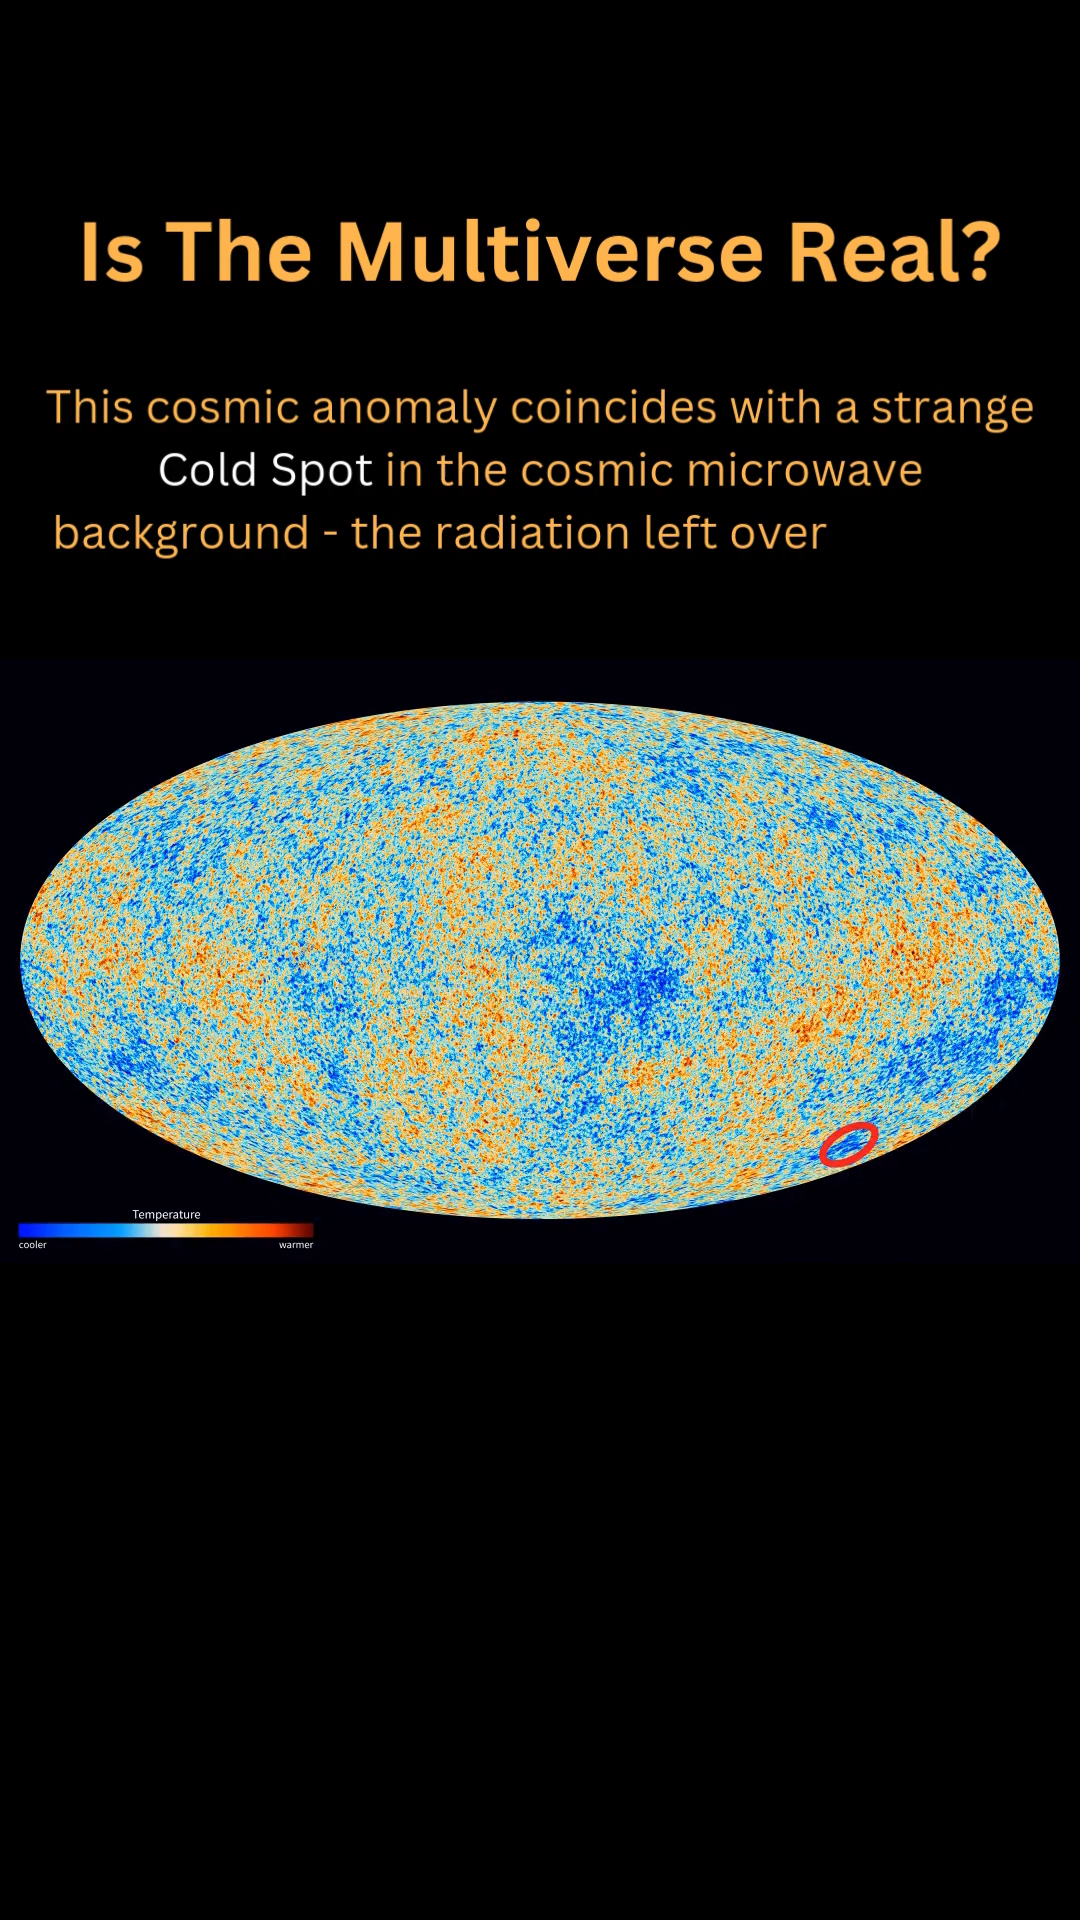 Is The Multiverse Real?
This cosmic anomaly coincides with a strange
Cold Spot in the cosmic microwave
background - the radiation left over
Temperature
cooler
warmer